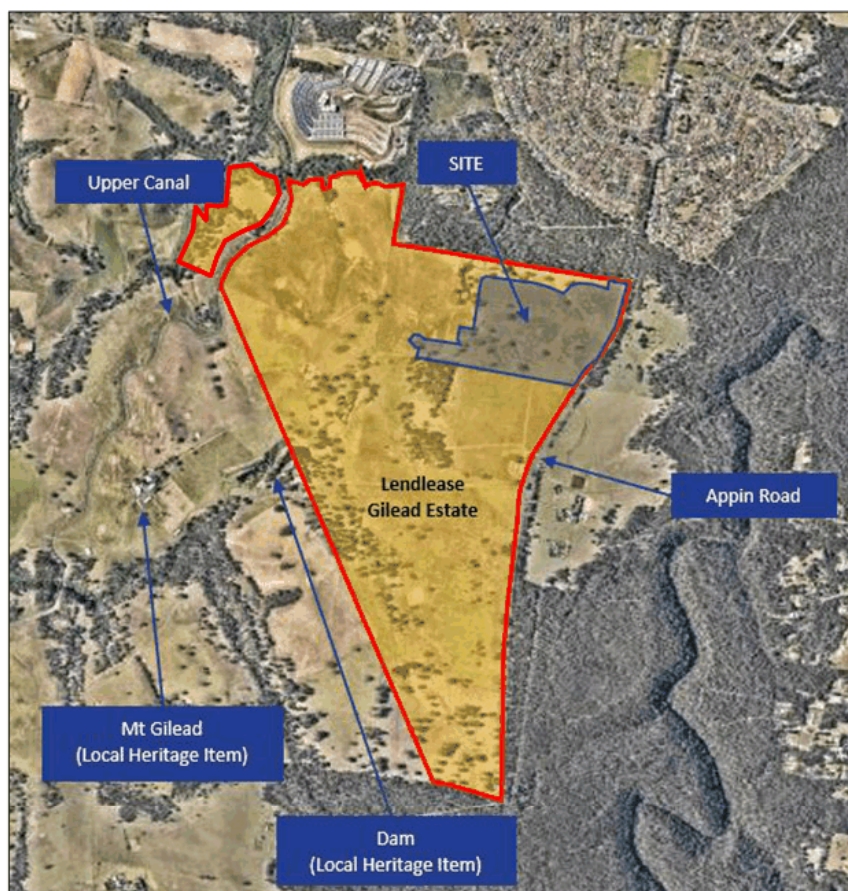 Upper Canal
SITE
Lendlease
Gilead Estate
Appin Road
Mt Gilead
(Local Heritage Item)
Dam
(Local Heritage Item)